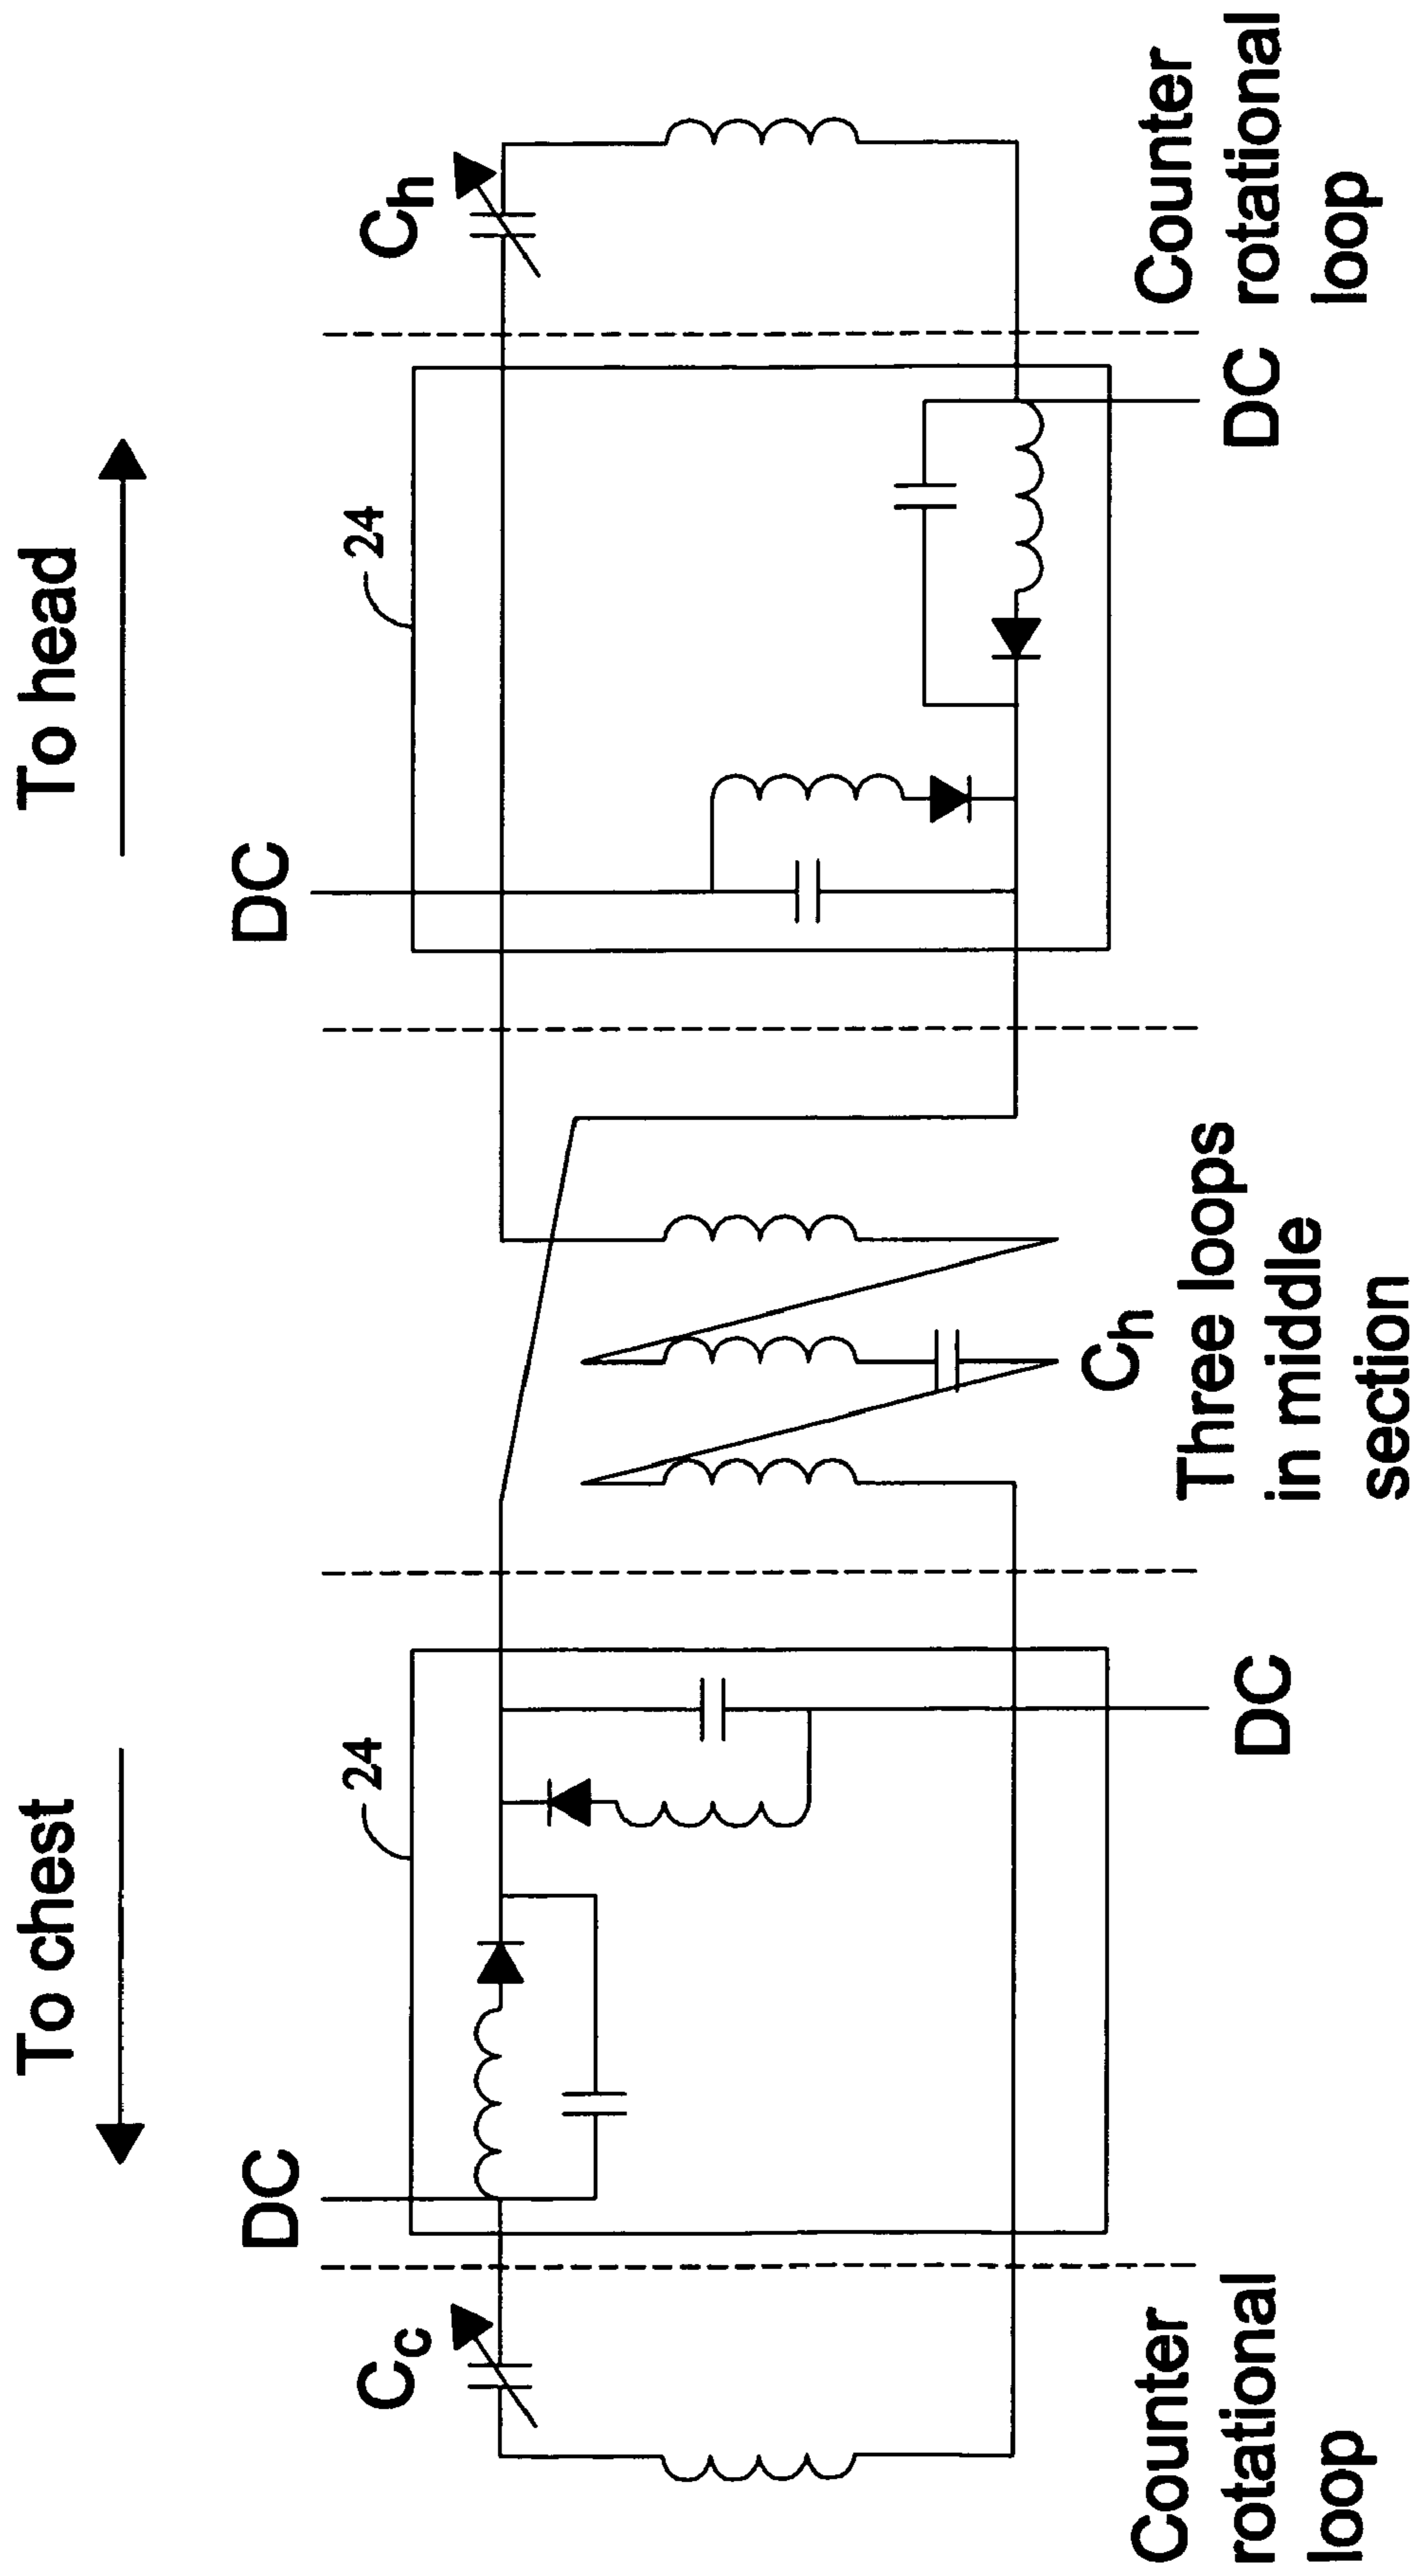 To chest
To head
24
24
DC
DC
Cc
Ch
Ch
DC
DC
Counter
rotational
loop
Three loops
in middle
section
Counter
rotational
loop